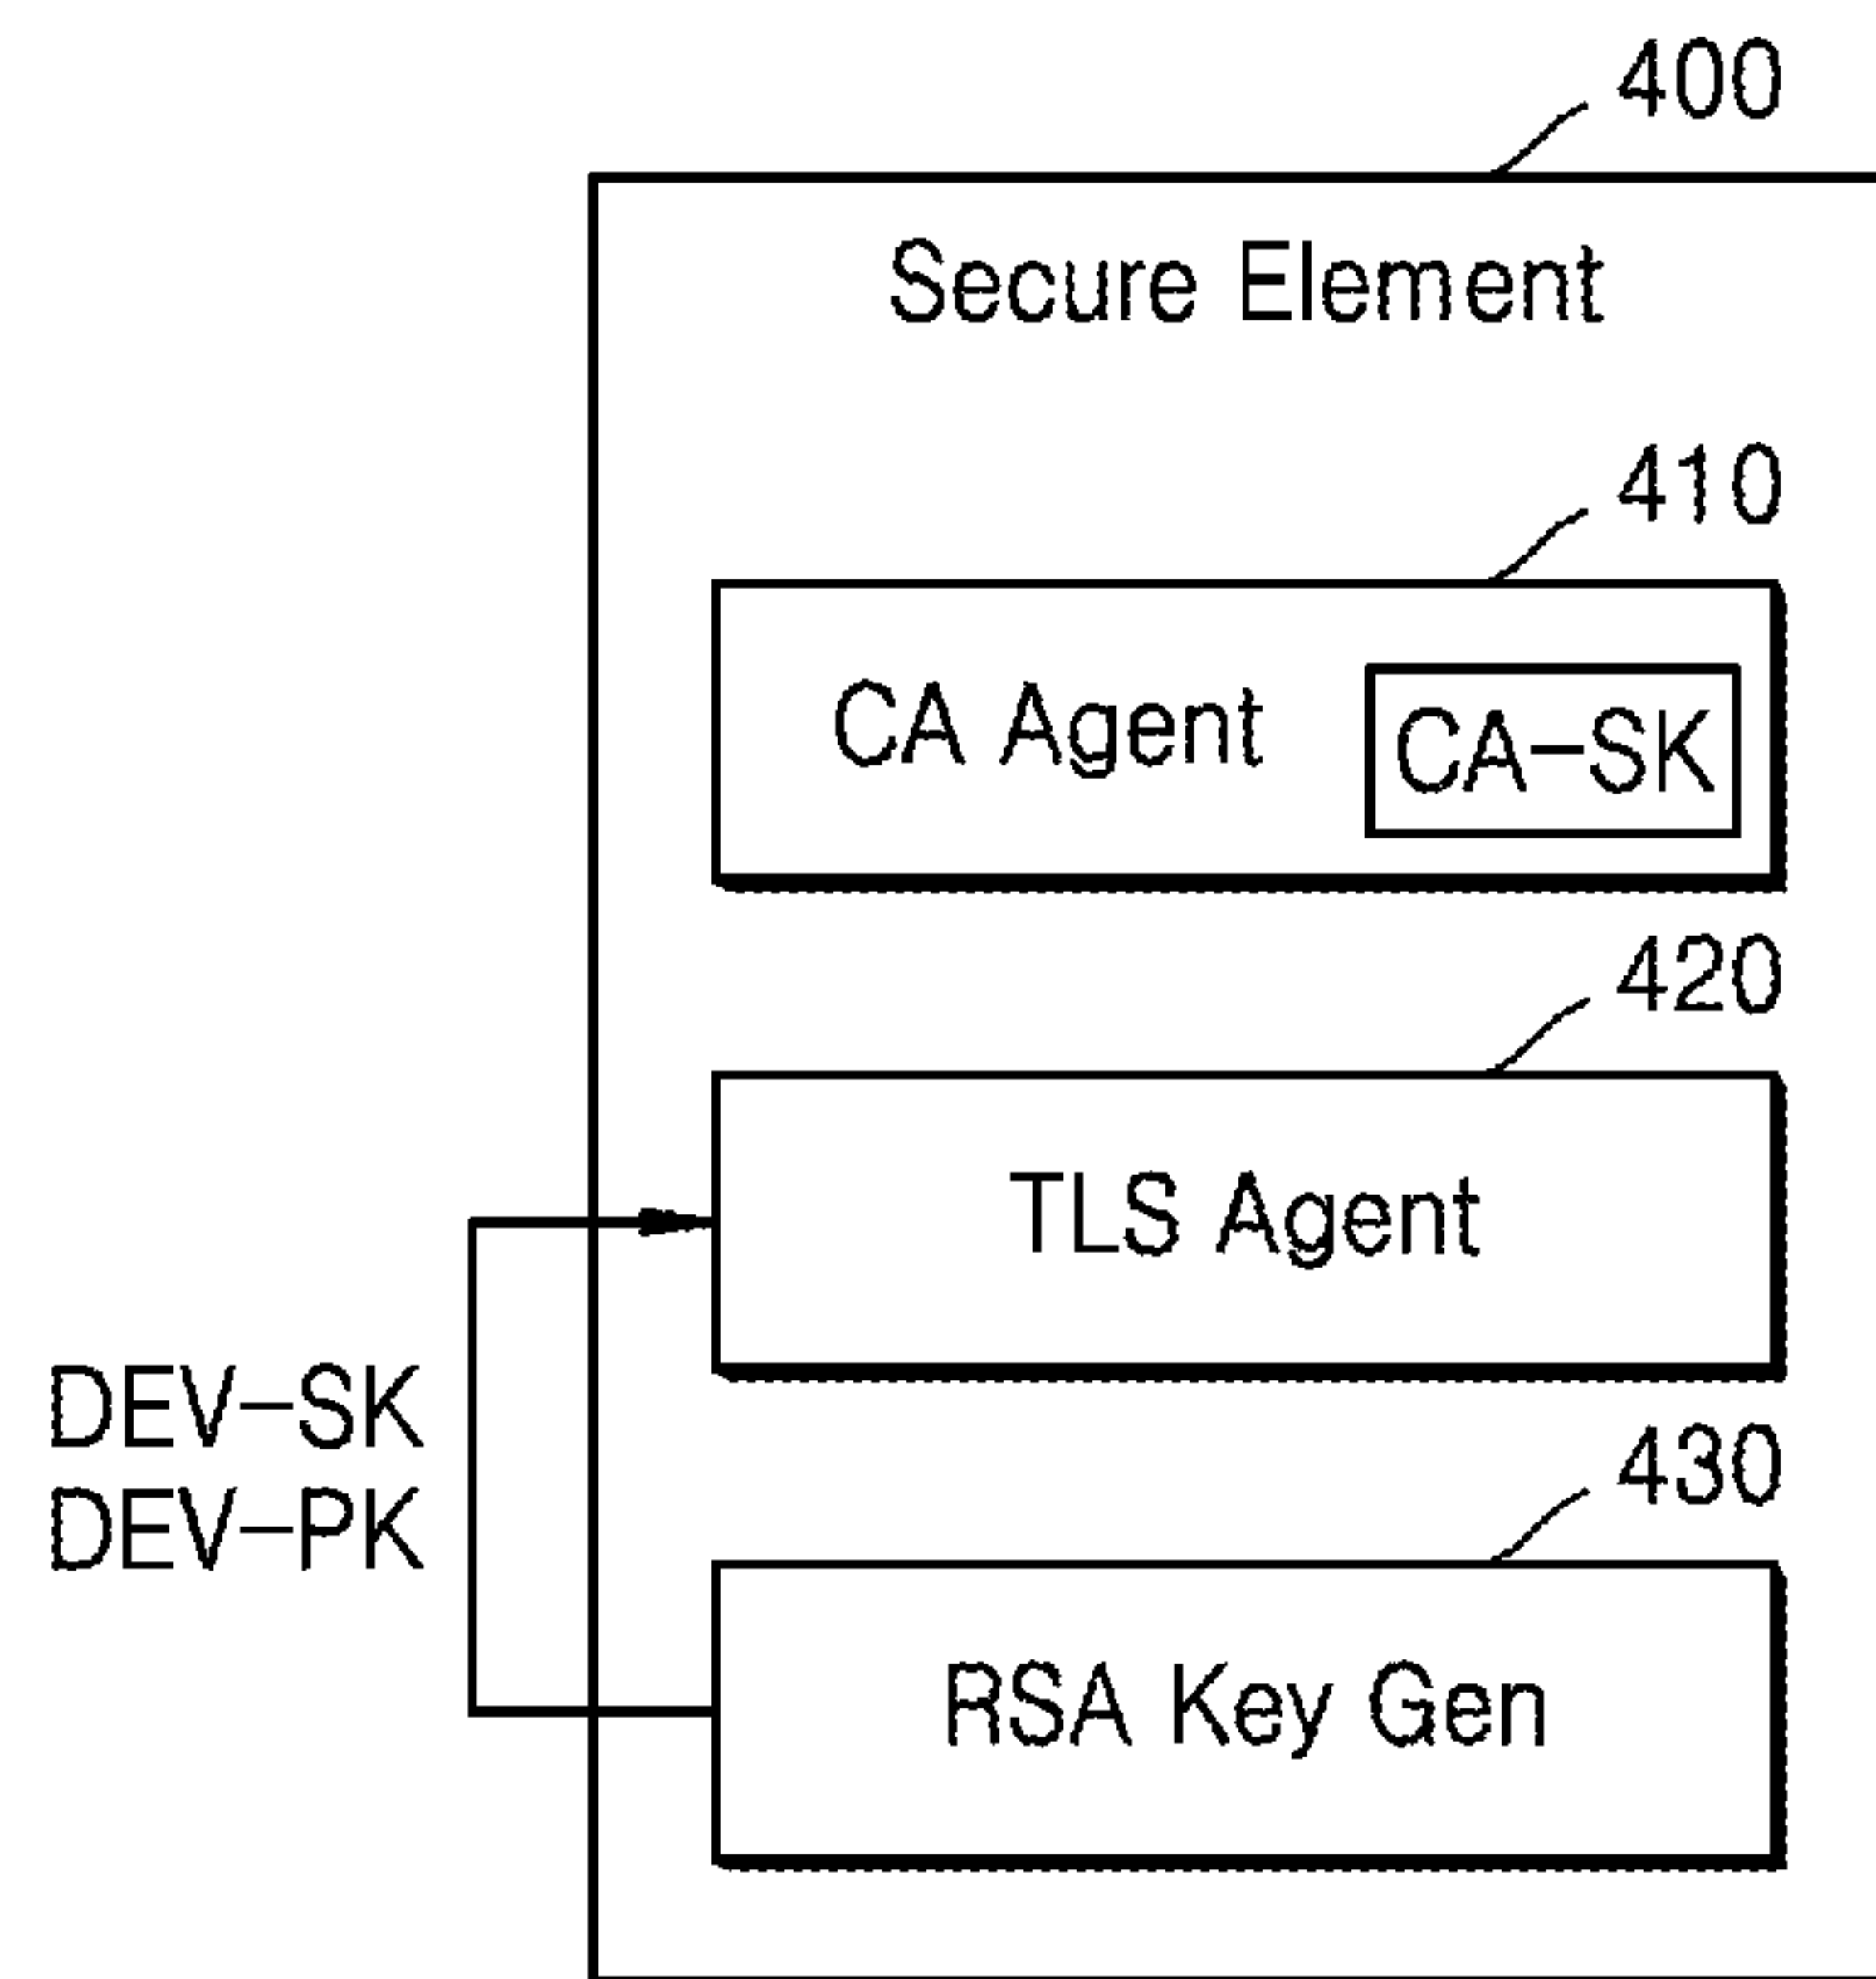 400
Secure Element
410
CA Agent CA-SK
420
TLS Agent
DEV-SK
DEV-PK
430
RSA Key Gen